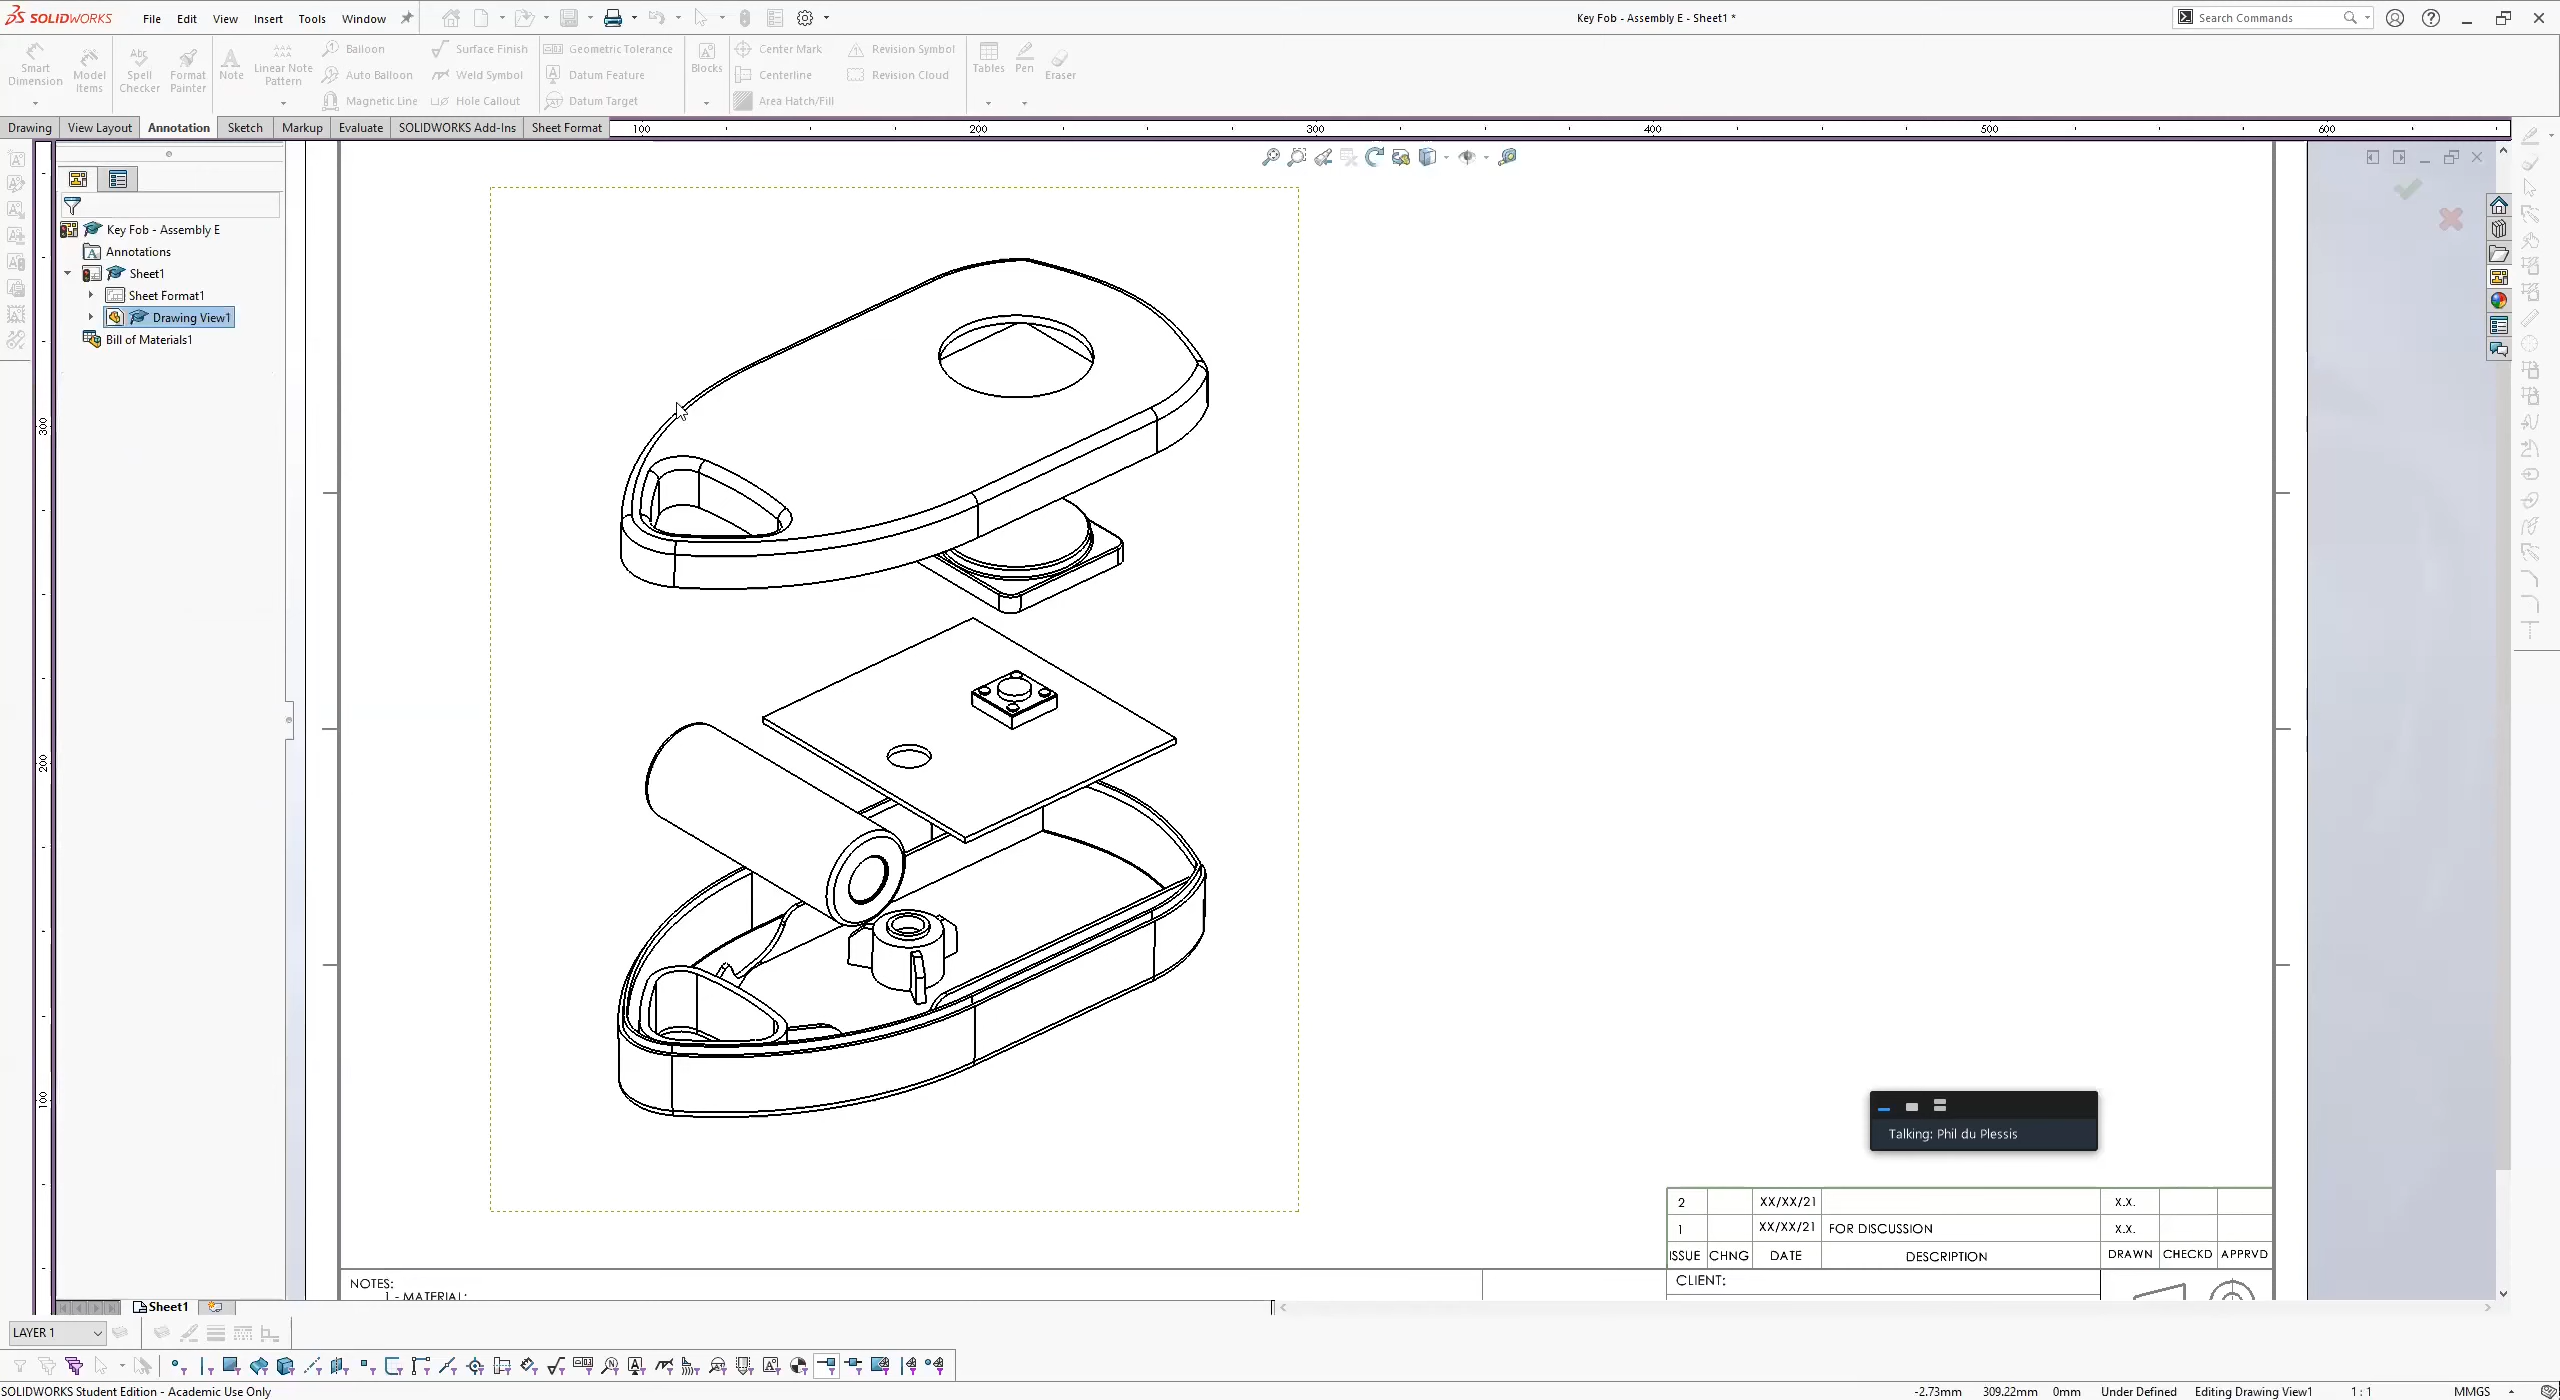 SOLIDWORKS File Edit View Insert Tools Window Key Fob - Assembly E - Sheet1 * Search Commands
Smart Dimension
Model Items
Spell Checker
Format Painter
Note
Linear Note Pattern
Balloon
Auto Balloon
Magnetic Line
Surface Finish
Weld Symbol
Hole Callout
Geometric Tolerance
Datum Feature
Datum Target
Blocks
Center Mark
Centerline
Area Hatch/Fill
Revision Symbol
Revision Cloud
Tables
Pen
Eraser
Drawing View Layout Annotation Sketch Markup Evaluate SOLIDWORKS Add-Ins Sheet Format
100 200 300 400 500 600
Key Fob - Assembly E
Annotations
Sheet1
Sheet Format1
Drawing View1
Bill of Materials1
300
200
100
Talking: Phil du Plessis
2 XX/XX/21 X.X.
1 XX/XX/21 FOR DISCUSSION X.X.
ISSUE CHNG DATE DESCRIPTION DRAWN CHECKD APPRVD
NOTES:
1 - MATERIAL:
CLIENT:
Sheet1
LAYER 1
SOLIDWORKS Student Edition - Academic Use Only -2.73mm 309.22mm 0mm Under Defined Editing Drawing View1 1 : 1 MMGS